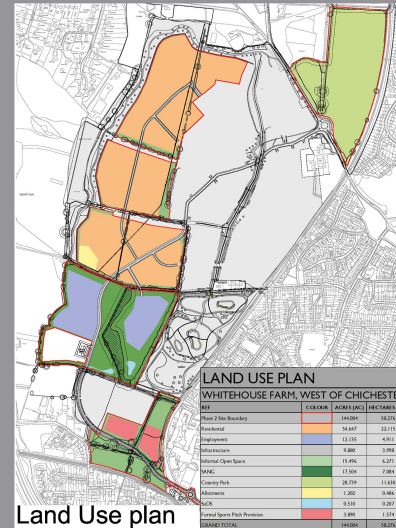 LAND USE PLAN
WHITEHOUSE FARM, WEST OF CHICHESTE
REF COLOUR ACRES (AC) HECTARES
Phase 2 Site Boundary 144.004 58.276
Residential 54.647 22.115
Employment 12.135 4.911
Infrastructure 9.880 3.998
Informal Open Space 15.496 6.271
SANG 17.504 7.084
Country Park 28.739 11.630
Allotments 1.202 0.486
SuDS 0.510 0.207
Formal Sports Pitch Provision 3.890 1.574
GRAND TOTAL 144.004 58.276
Land Use plan